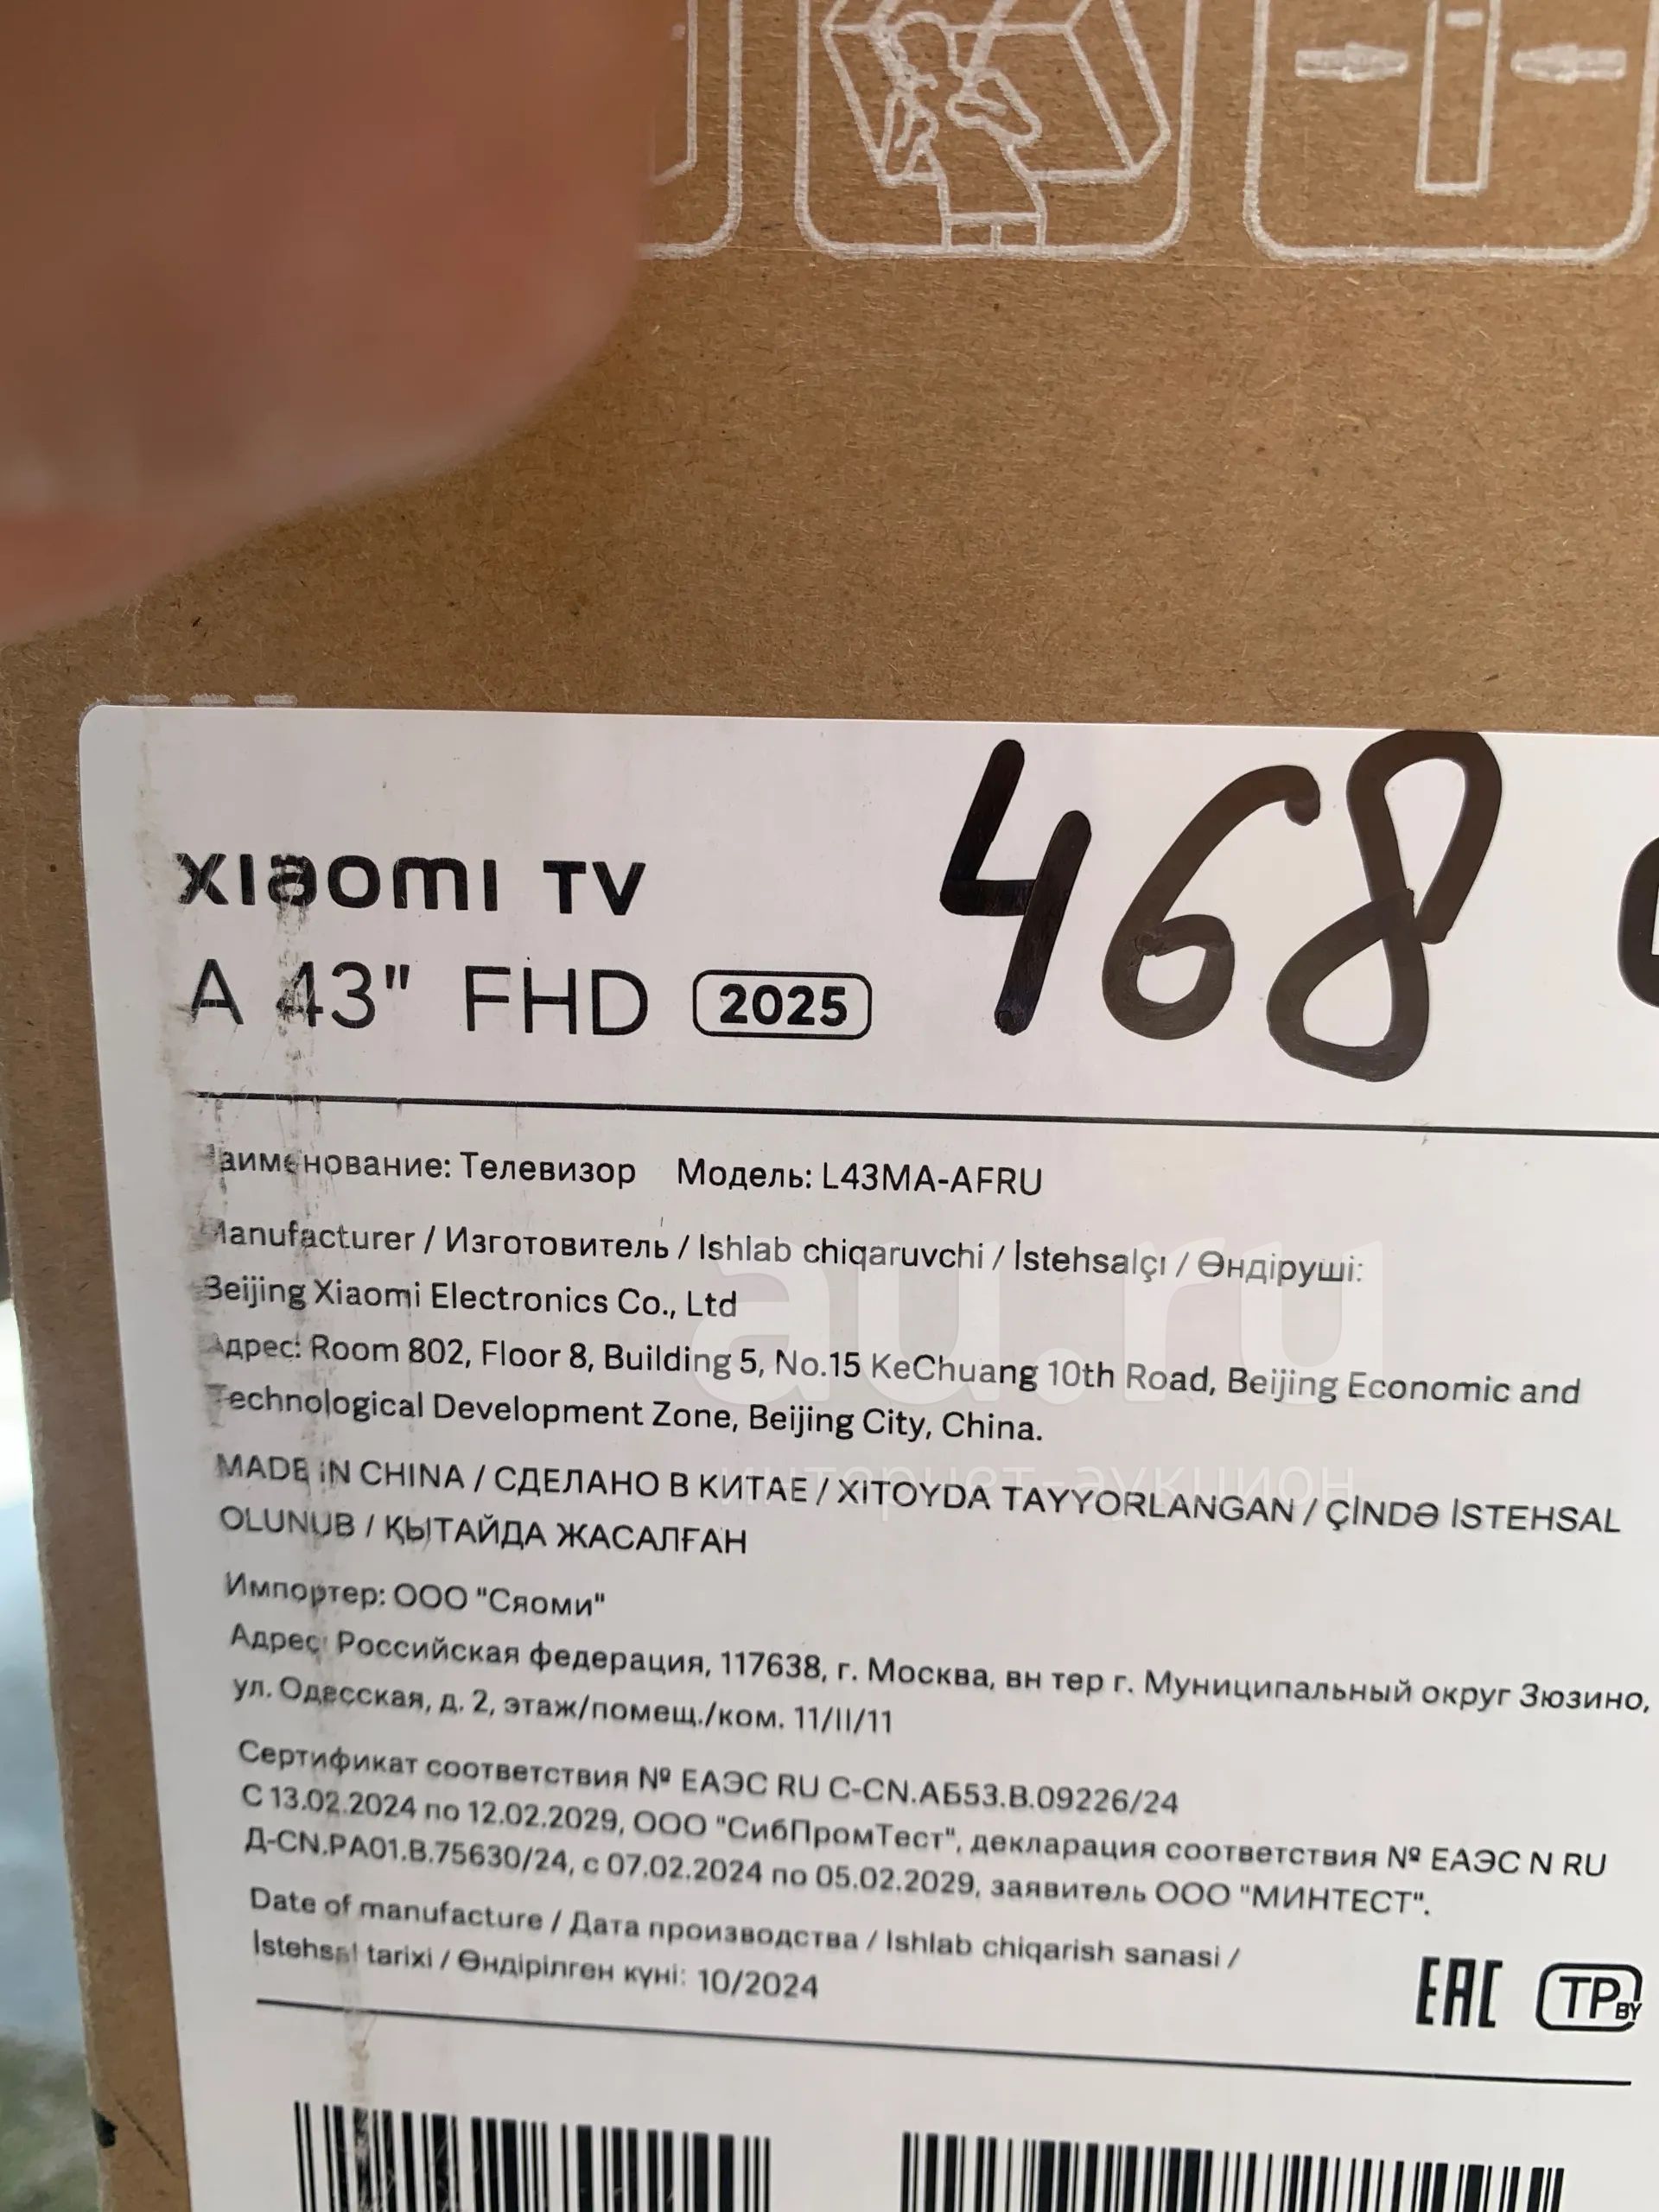 xiaomi TV
468
A 43" FHD 2025
Наименование: Телевизор Модель: L43MA-AFRU
Manufacturer / Изготовитель / Ishlab chiqaruvchi / İstehsalçı / Өндіруші:
Beijing Xiaomi Electronics Co., Ltd
Адрес: Room 802, Floor 8, Building 5, No.15 KeChuang 10th Road, Beijing Economic and
Technological Development Zone, Beijing City, China.
MADE IN CHINA / СДЕЛАНО В КИТАЕ / XITOYDA TAYYORLANGAN / ÇİNDƏ İSTEHSAL
OLUNUB / ҚЫТАЙДА ЖАСАЛҒАН
Импортер: ООО "Сяоми"
Адрес: Российская федерация, 117638, г. Москва, вн тер г. Муниципальный округ Зюзино,
ул. Одесская, д. 2, этаж/помещ./ком. 11/II/11
Сертификат соответствия № ЕАЭС RU С-CN.АБ53.В.09226/24
С 13.02.2024 по 12.02.2029, ООО "СибПромТест", декларация соответствия № ЕАЭС N RU
Д-CN.РА01.В.75630/24, с 07.02.2024 по 05.02.2029, заявитель ООО "МИНТЕСТ".
Date of manufacture / Дата производства / Ishlab chiqarish sanasi /
İstehsal tarixi / Өндірілген күні: 10/2024
EAC TP BY
au.ru
интернет-аукцион